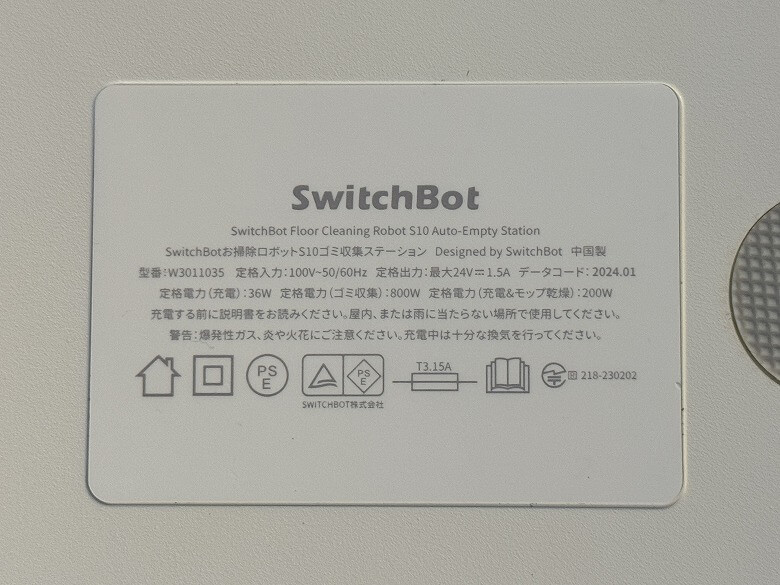 SwitchBot
SwitchBot Floor Cleaning Robot S10 Auto-Empty Station
SwitchBotお掃除ロボットS10ゴミ収集ステーション Designed by SwitchBot 中国製
型番：W3011035 定格入力：100V~50/60Hz 定格出力：最大24V⎓1.5A データコード：2024.01
定格電力（充電）：36W 定格電力（ゴミ収集）：800W 定格電力（充電&モップ乾燥）：200W
充電する前に説明書をお読みください。屋内、または雨に当たらない場所で使用してください。
警告：爆発性ガス、炎や火花にご注意ください。充電中は十分な換気を行ってください。
PS
E
PS
E
T3.15A
SWITCHBOT株式会社
R 218-230202